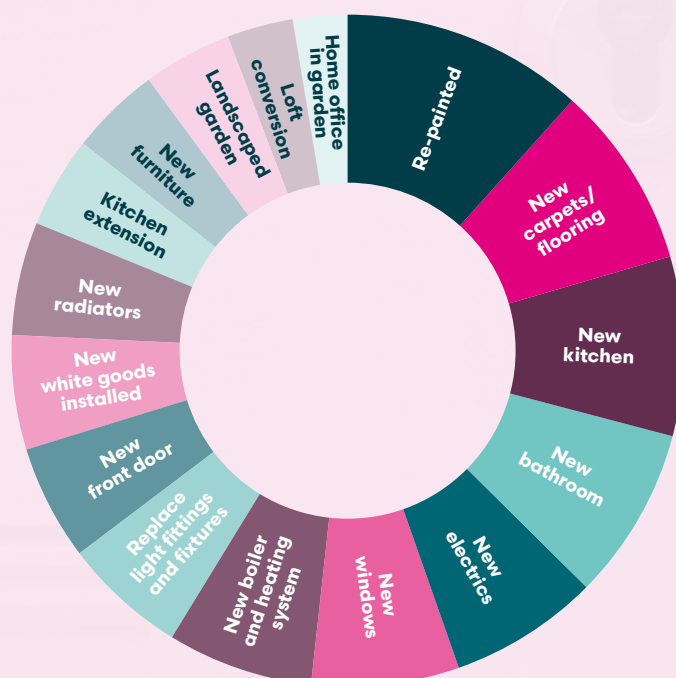 Re-painted
New
carpets/
flooring
New
kitchen
New
bathroom
New
electrics
New
windows
New boiler
and heating
system
Replace
light fittings
and fixtures
New
front door
New
white goods
installed
New
radiators
Kitchen
extension
New
furniture
Landscaped
garden
Loft
conversion
Home office
in garden